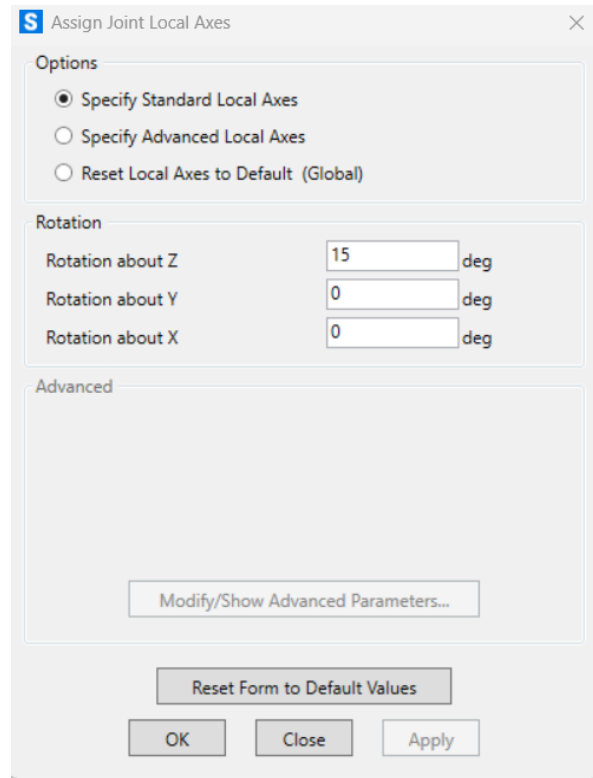 S Assign Joint Local Axes
Options
Specify Standard Local Axes
Specify Advanced Local Axes
Reset Local Axes to Default (Global)
Rotation
Rotation about Z 15 deg
Rotation about Y 0 deg
Rotation about X 0 deg
Advanced
Modify/Show Advanced Parameters...
Reset Form to Default Values
OK Close Apply